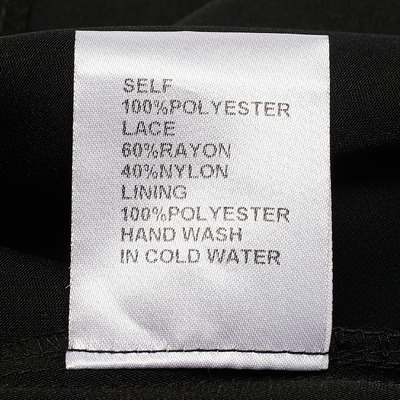 SELF
100%POLYESTER
LACE
60%RAYON
40%NYLON
LINING
100%POLYESTER
HAND WASH
IN COLD WATER